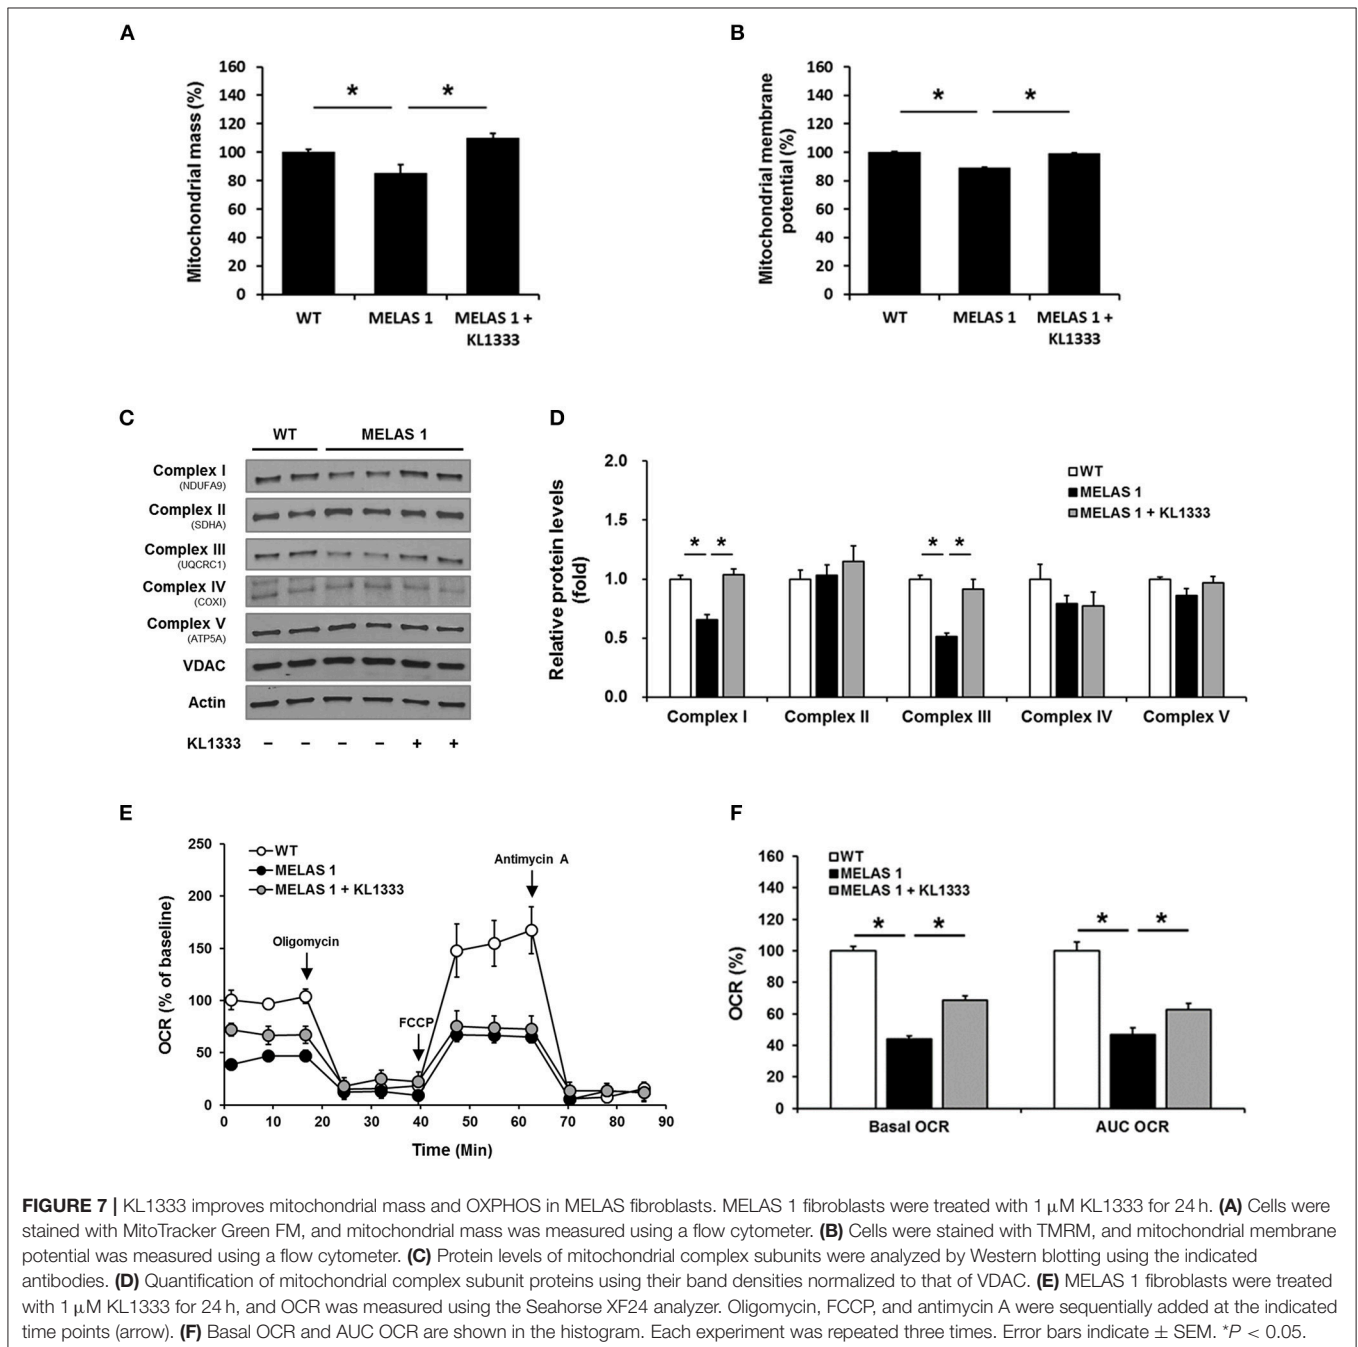 A
160
140
120
100
80
60
40
20
0
Mitochondrial mass (%)
* *
WT MELAS 1 MELAS 1 +
KL1333
B
160
140
120
100
80
60
40
20
0
Mitochondrial membrane
potential (%)
* *
WT MELAS 1 MELAS 1 +
KL1333
C
WT MELAS 1
Complex I
(NDUFA9)
Complex II
(SDHA)
Complex III
(UQCRC1)
Complex IV
(COXI)
Complex V
(ATP5A)
VDAC
Actin
KL1333 − − − − + +
D
2.0
1.5
1.0
0.5
0.0
Relative protein levels
(fold)
WT
MELAS 1
MELAS 1 + KL1333
* * * *
Complex I Complex II Complex III Complex IV Complex V
E
250
200
150
100
50
0
OCR (% of baseline)
WT
MELAS 1
MELAS 1 + KL1333
Oligomycin
FCCP
Antimycin A
0 10 20 30 40 50 60 70 80 90
Time (Min)
F
160
140
120
100
80
60
40
20
0
OCR (%)
WT
MELAS 1
MELAS 1 + KL1333
* * * *
Basal OCR AUC OCR
FIGURE 7 | KL1333 improves mitochondrial mass and OXPHOS in MELAS fibroblasts. MELAS 1 fibroblasts were treated with 1 μM KL1333 for 24 h. (A) Cells were
stained with MitoTracker Green FM, and mitochondrial mass was measured using a flow cytometer. (B) Cells were stained with TMRM, and mitochondrial membrane
potential was measured using a flow cytometer. (C) Protein levels of mitochondrial complex subunits were analyzed by Western blotting using the indicated
antibodies. (D) Quantification of mitochondrial complex subunit proteins using their band densities normalized to that of VDAC. (E) MELAS 1 fibroblasts were treated
with 1 μM KL1333 for 24 h, and OCR was measured using the Seahorse XF24 analyzer. Oligomycin, FCCP, and antimycin A were sequentially added at the indicated
time points (arrow). (F) Basal OCR and AUC OCR are shown in the histogram. Each experiment was repeated three times. Error bars indicate ± SEM. *P < 0.05.